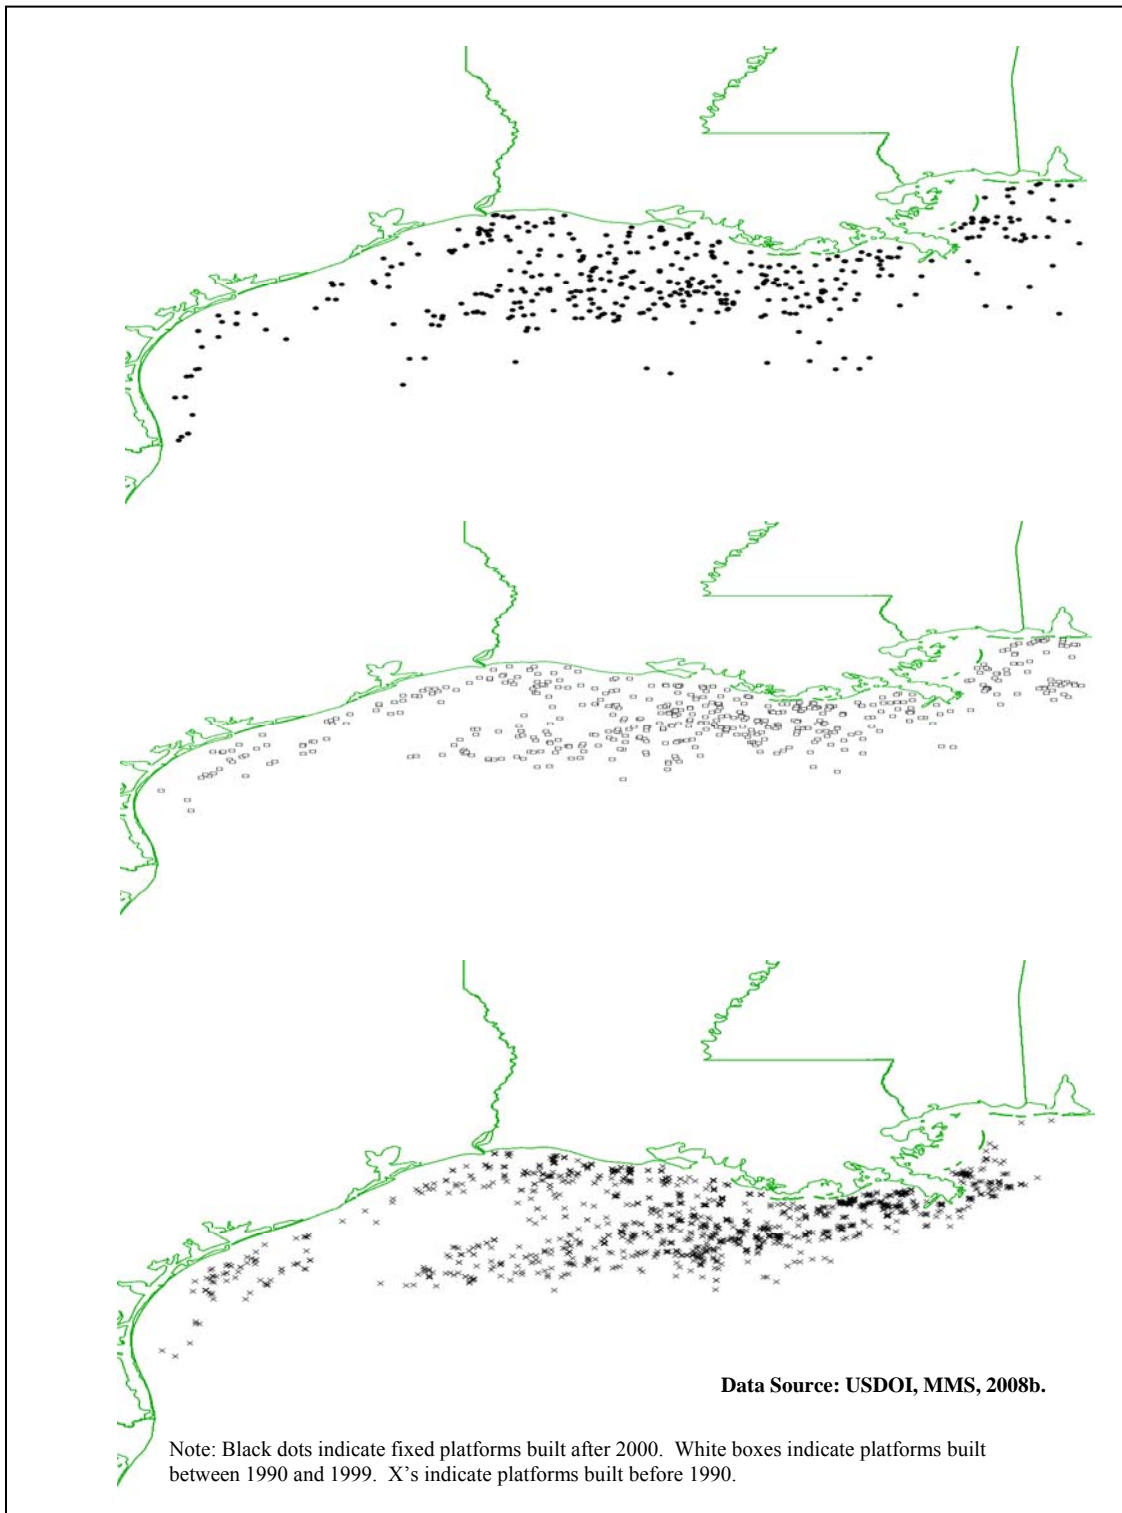 Data Source: USDOI, MMS, 2008b.
Note: Black dots indicate fixed platforms built after 2000.  White boxes indicate platforms built
between 1990 and 1999.  X's indicate platforms built before 1990.